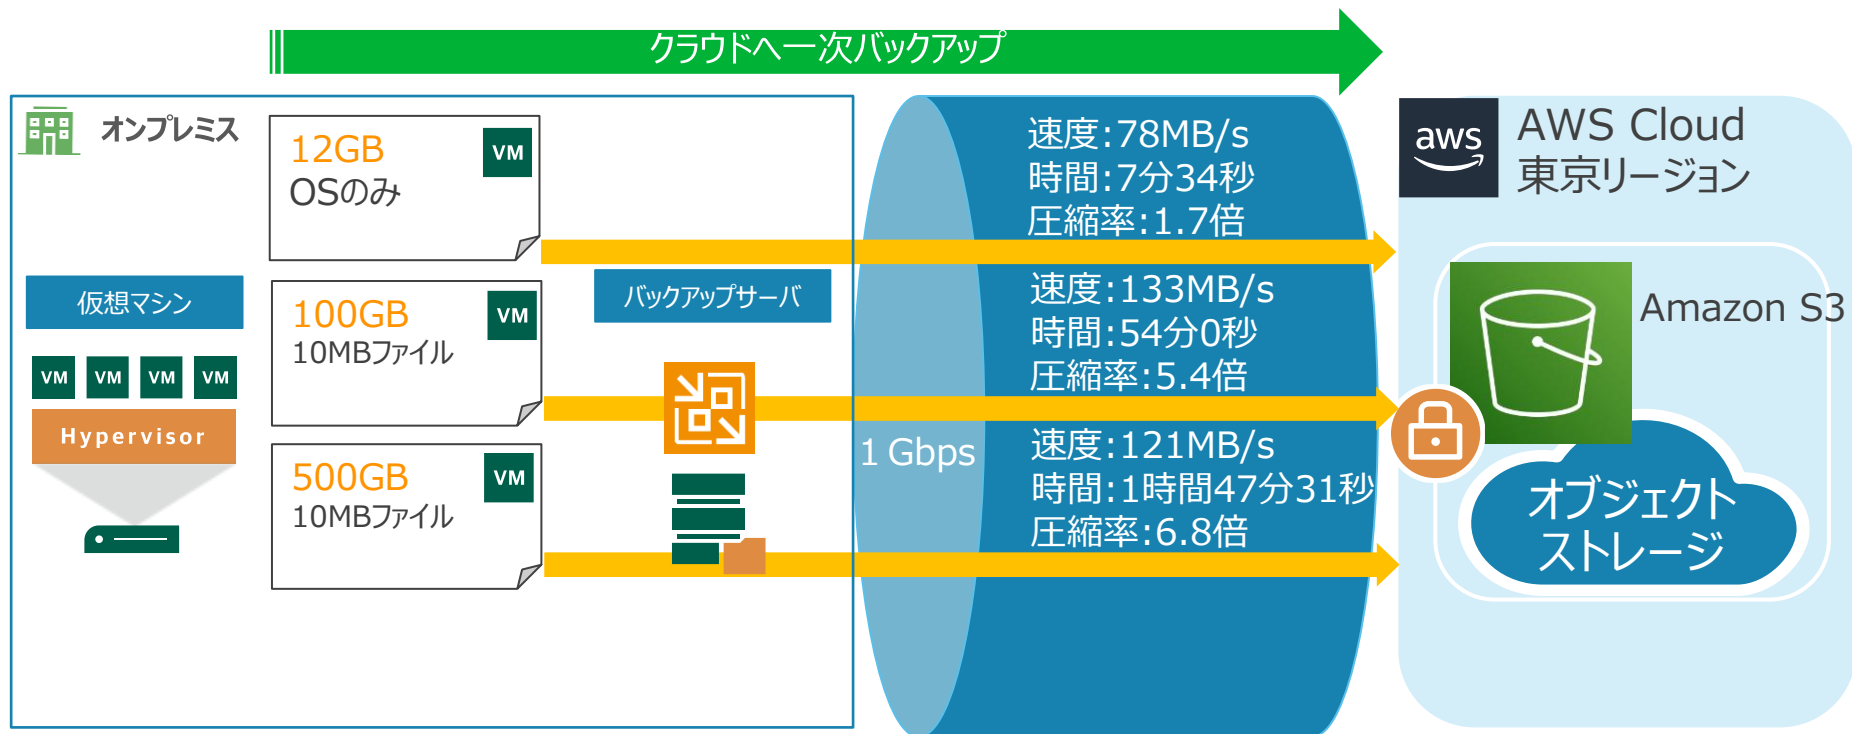 クラウドへ一次バックアップ
オンプレミス
12GB
OSのみ
VM
速度:78MB/s
時間:7分34秒
圧縮率:1.7倍
aws
AWS Cloud
東京リージョン
仮想マシン
VM VM VM VM
Hypervisor
100GB
10MBファイル
VM
バックアップサーバ
速度:133MB/s
時間:54分0秒
圧縮率:5.4倍
Amazon S3
500GB
10MBファイル
VM
1 Gbps
速度:121MB/s
時間:1時間47分31秒
圧縮率:6.8倍
オブジェクト
ストレージ